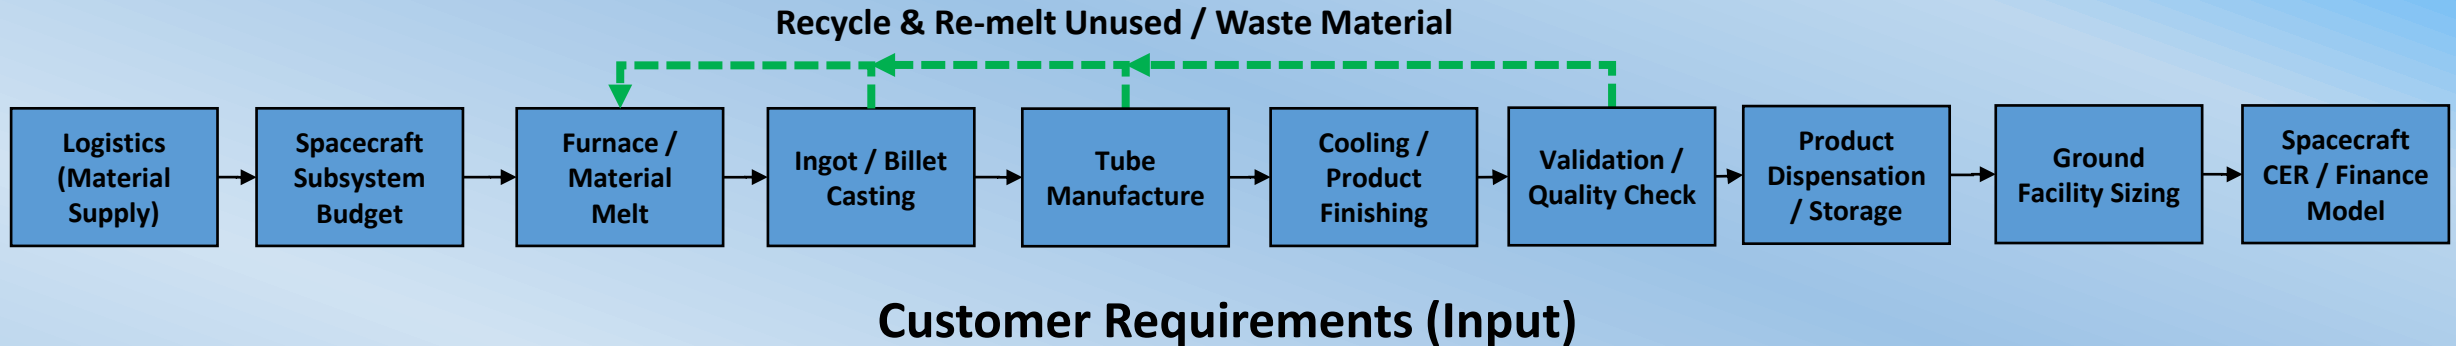 Recycle & Re-melt Unused / Waste Material
Logistics
(Material
Supply)
Spacecraft
Subsystem
Budget
Furnace /
Material
Melt
Ingot / Billet
Casting
Tube
Manufacture
Cooling /
Product
Finishing
Validation /
Quality Check
Product
Dispensation
/ Storage
Ground
Facility Sizing
Spacecraft
CER / Finance
Model
Customer Requirements (Input)